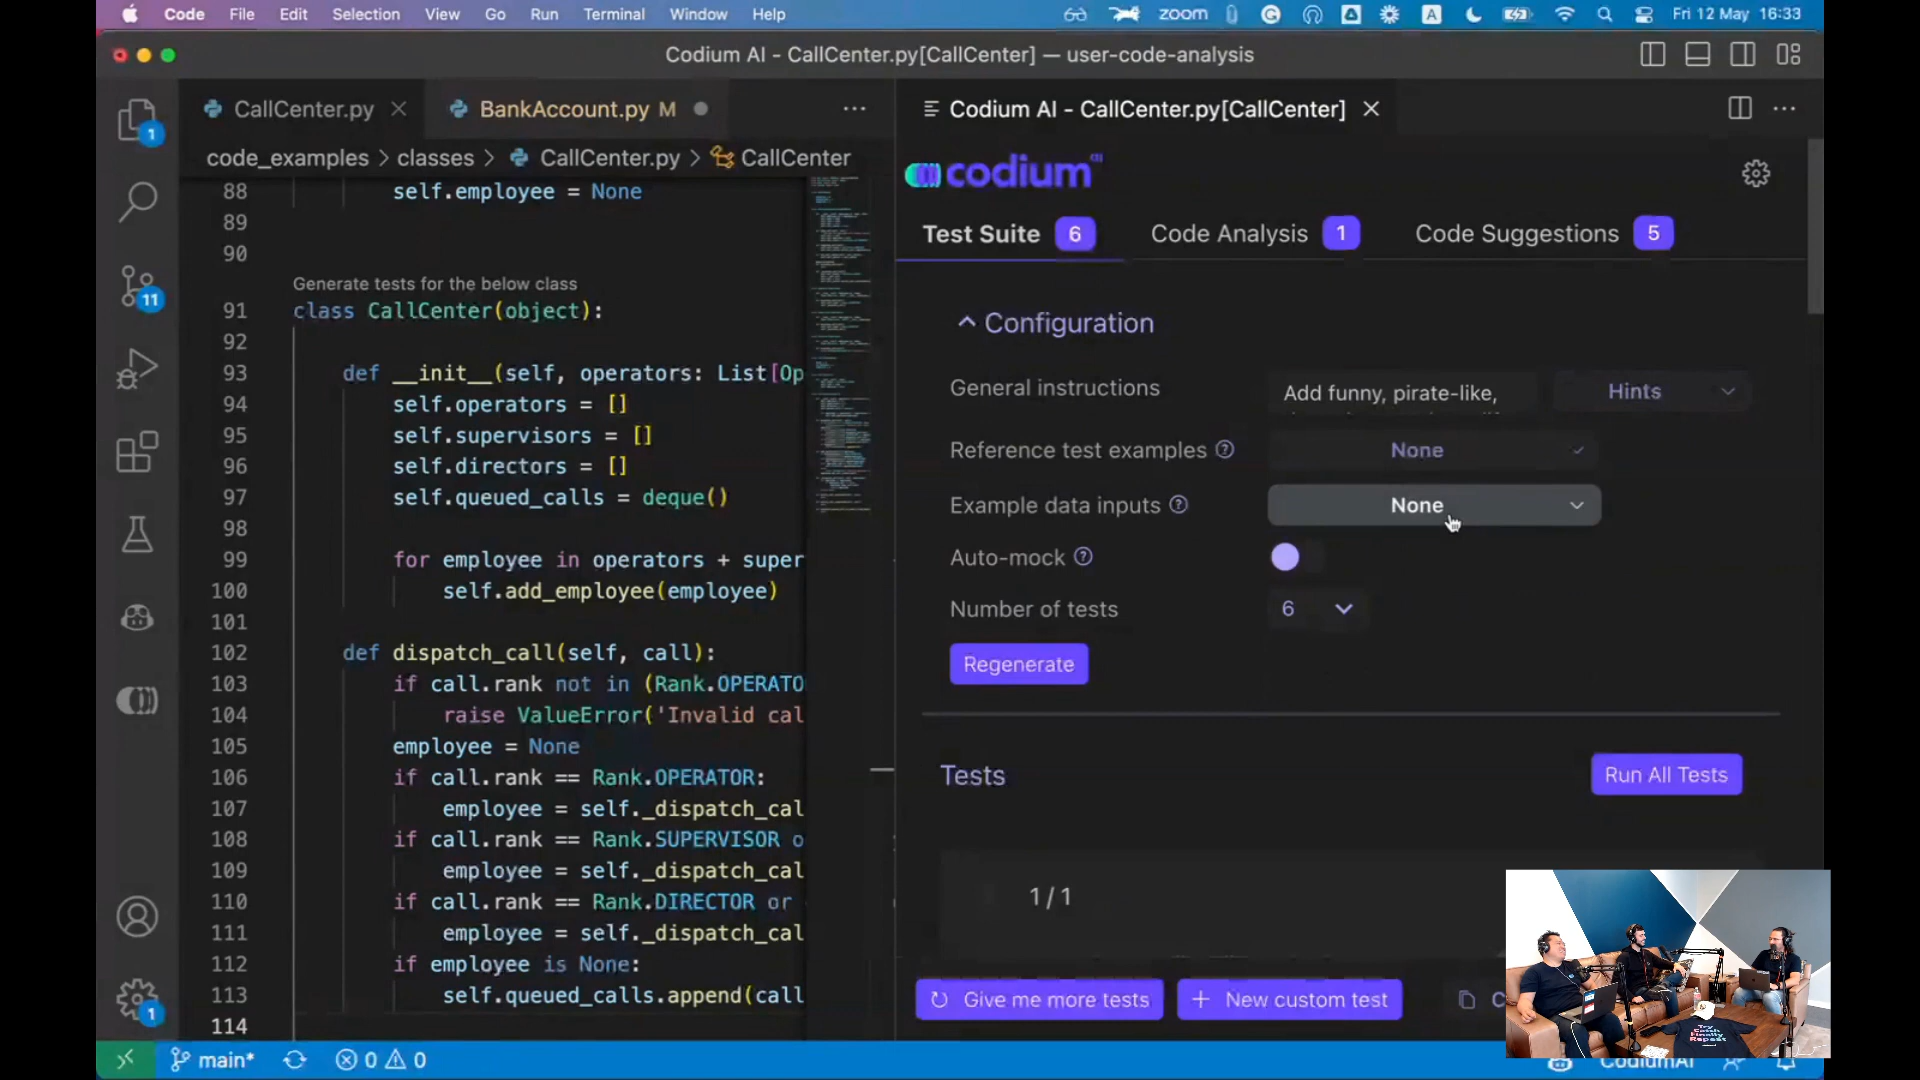 Code File Edit Selection View Go Run Terminal Window Help zoom A Fri 12 May 16:33
Codium AI - CallCenter.py[CallCenter] — user-code-analysis
CallCenter.py
BankAccount.py M
Codium AI - CallCenter.py[CallCenter]
code_examples > classes > CallCenter.py > CallCenter
88 self.employee = None
89
90
Generate tests for the below class
91 class CallCenter(object):
92
93 def __init__(self, operators: List[Op
94 self.operators = []
95 self.supervisors = []
96 self.directors = []
97 self.queued_calls = deque()
98
99 for employee in operators + super
100 self.add_employee(employee)
101
102 def dispatch_call(self, call):
103 if call.rank not in (Rank.OPERATO
104 raise ValueError('Invalid cal
105 employee = None
106 if call.rank == Rank.OPERATOR:
107 employee = self._dispatch_cal
108 if call.rank == Rank.SUPERVISOR o
109 employee = self._dispatch_cal
110 if call.rank == Rank.DIRECTOR or
111 employee = self._dispatch_cal
112 if employee is None:
113 self.queued_calls.append(call
114
1
11
1
codium AI
Test Suite 6 Code Analysis 1 Code Suggestions 5
Configuration
General instructions Add funny, pirate-like, Hints
Reference test examples None
Example data inputs None
Auto-mock
Number of tests 6
Regenerate
Tests Run All Tests
1 / 1
Give me more tests + New custom test C
Try
Catch
Finally
Repeat
main* 0 0 CodiumAI